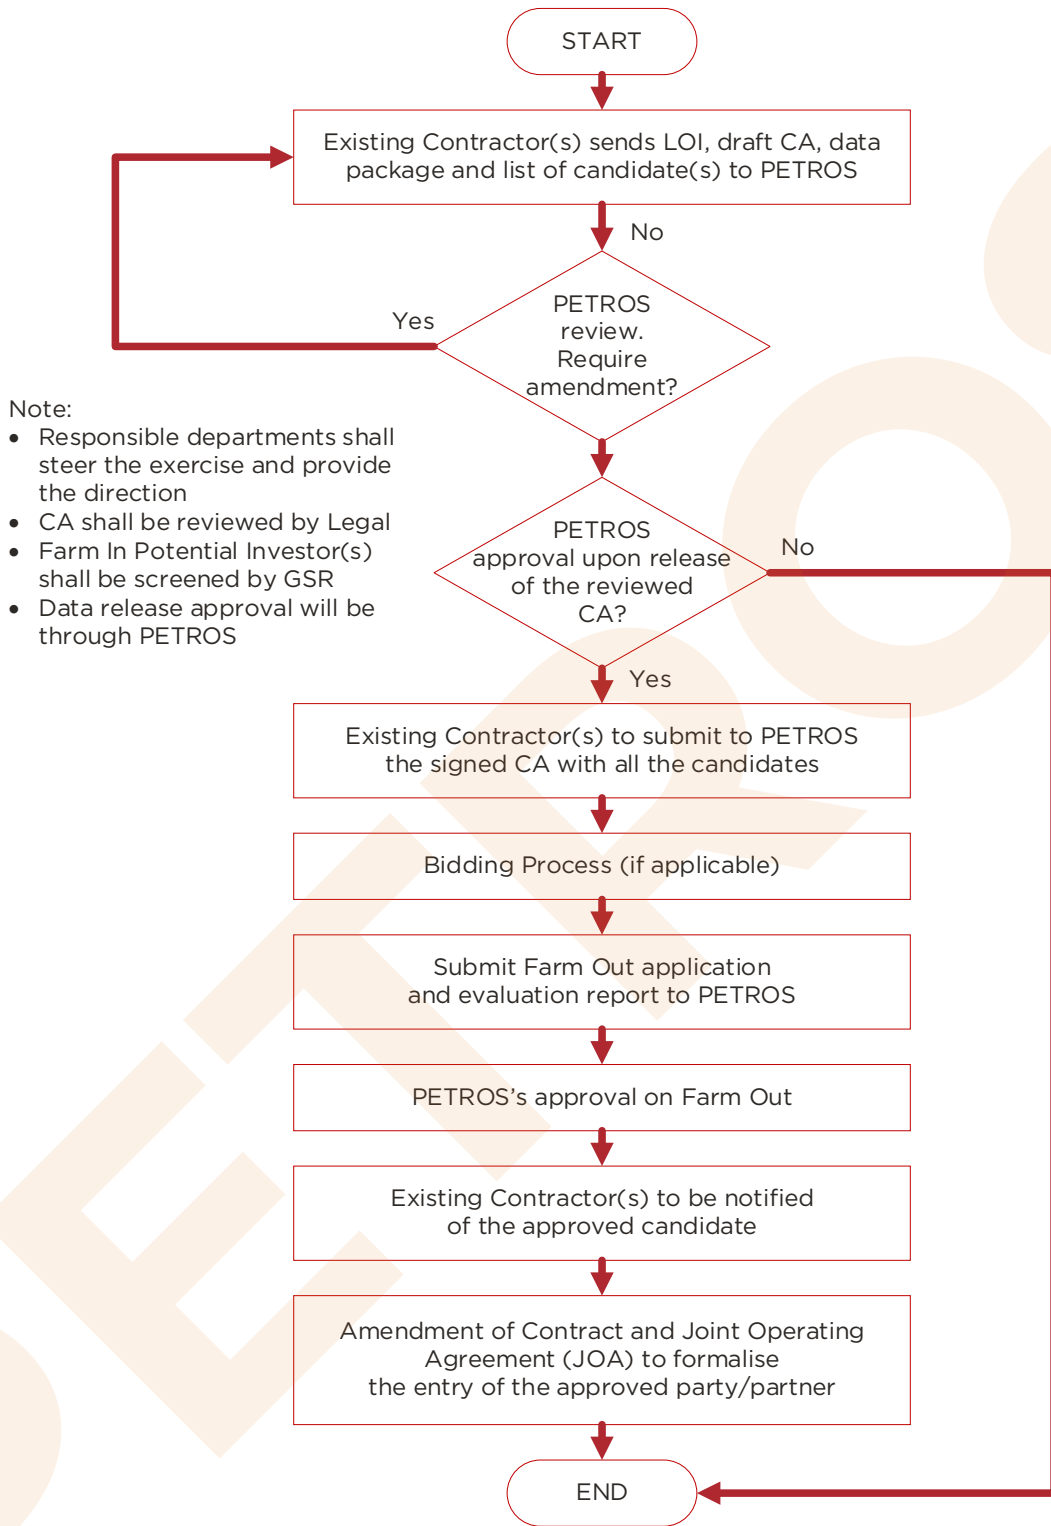 START
Existing Contractor(s) sends LOI, draft CA, data
package and list of candidate(s) to PETROS
No
PETROS
review.
Require
amendment?
Yes
Note:
• Responsible departments shall
steer the exercise and provide
the direction
• CA shall be reviewed by Legal
• Farm In Potential Investor(s)
shall be screened by GSR
• Data release approval will be
through PETROS
PETROS
approval upon release
of the reviewed
CA?
No
Yes
Existing Contractor(s) to submit to PETROS
the signed CA with all the candidates
Bidding Process (if applicable)
Submit Farm Out application
and evaluation report to PETROS
PETROS’s approval on Farm Out
Existing Contractor(s) to be notified
of the approved candidate
Amendment of Contract and Joint Operating
Agreement (JOA) to formalise
the entry of the approved party/partner
END
PETRO